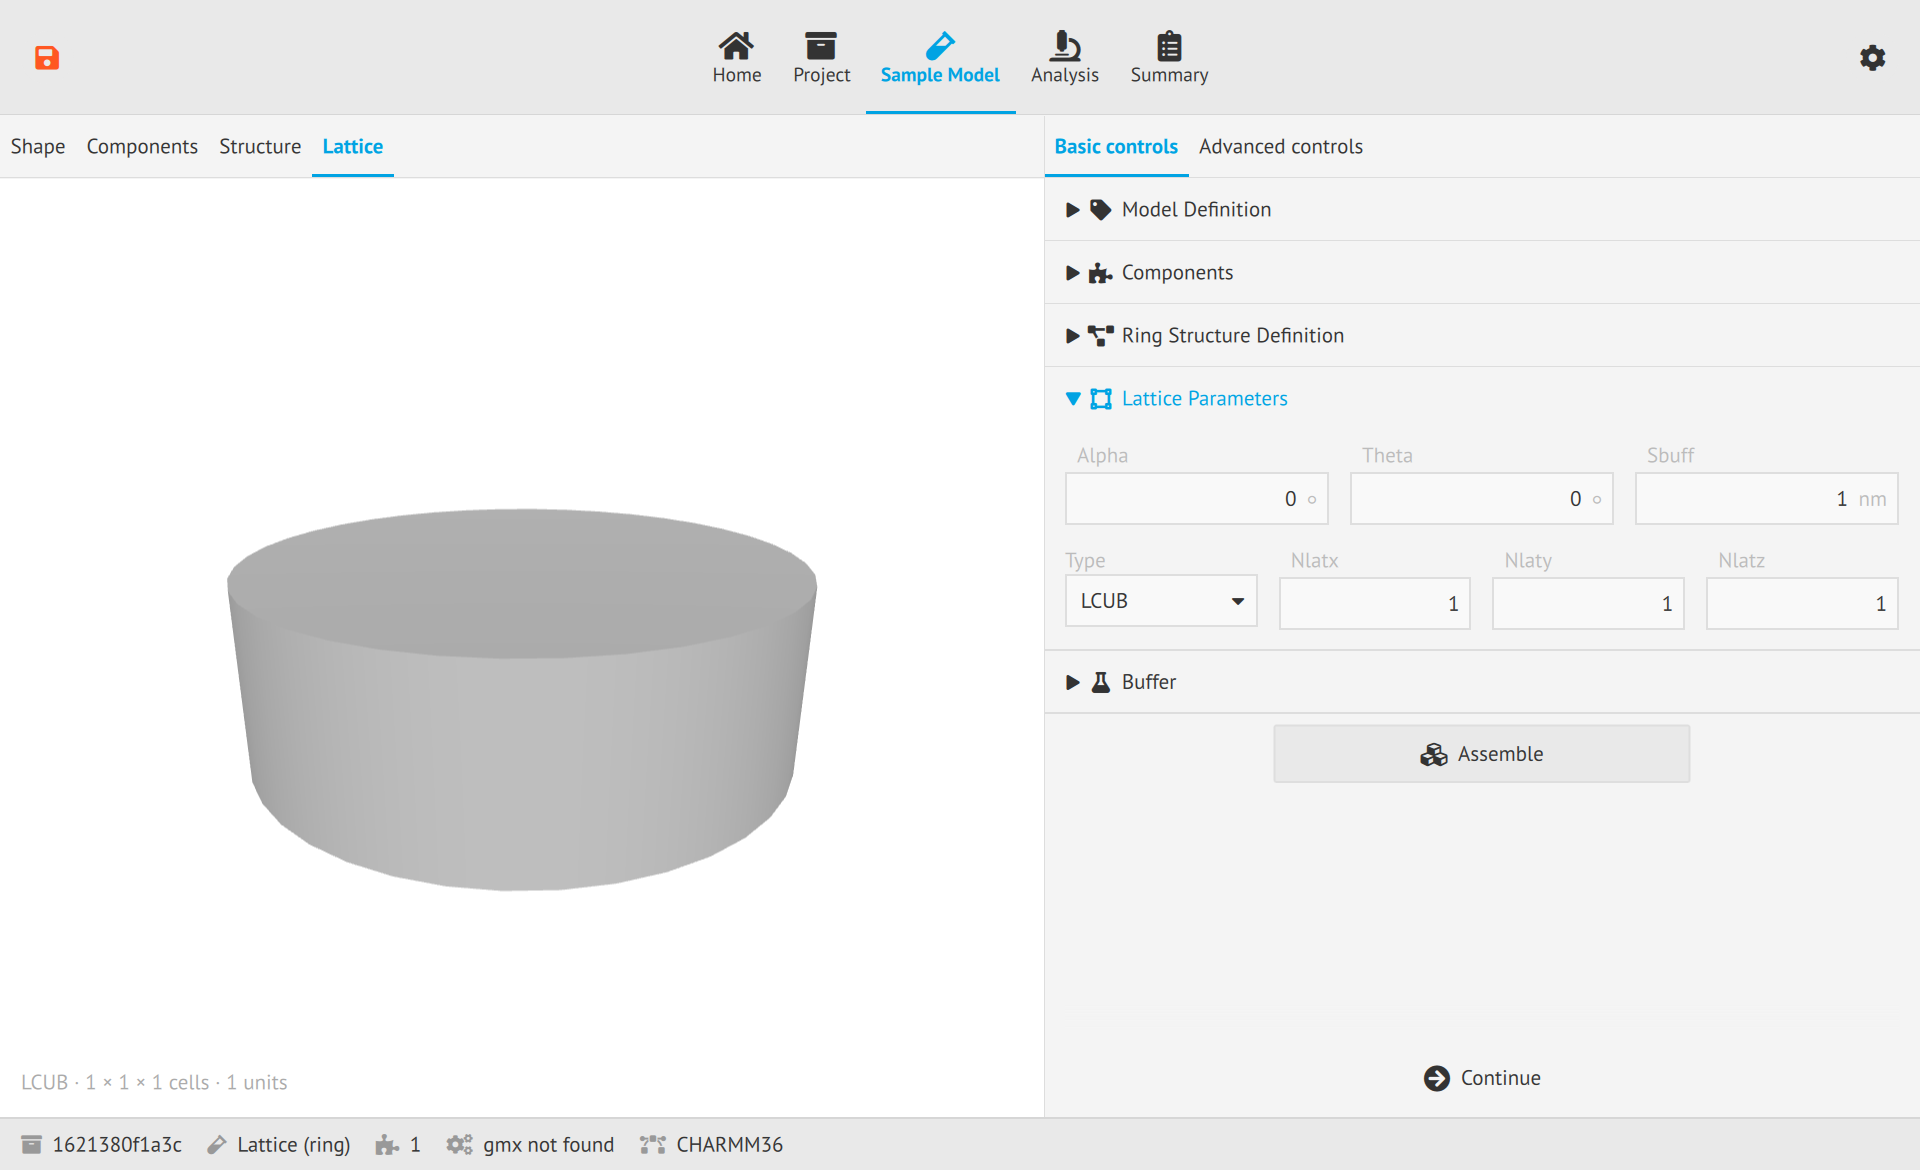 Home
Project
Sample Model
Analysis
Summary
Shape
Components
Structure
Lattice
Basic controls
Advanced controls
Model Definition
Components
Ring Structure Definition
Lattice Parameters
Alpha
Theta
Sbuff
0 °
0 °
1 nm
Type
Nlatx
Nlaty
Nlatz
LCUB
1
1
1
Buffer
Assemble
Continue
LCUB · 1 × 1 × 1 cells · 1 units
1621380f1a3c
Lattice (ring)
1
gmx not found
CHARMM36